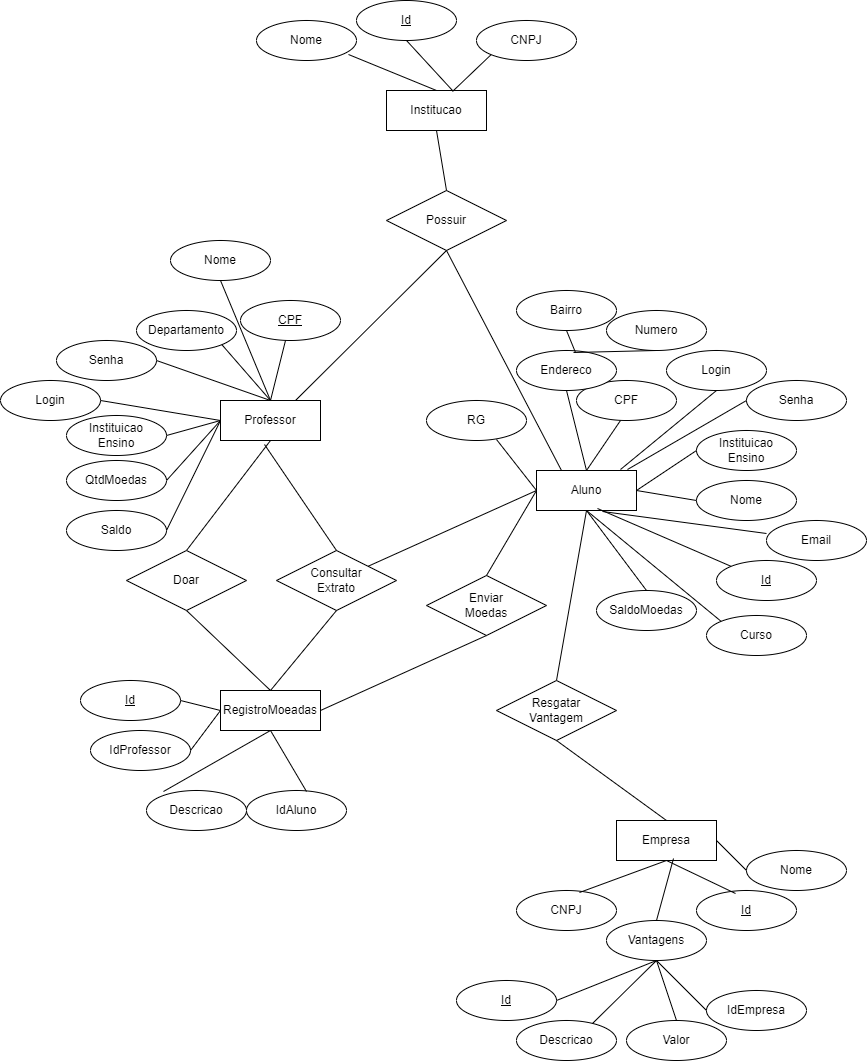 Id
Nome
CNPJ
Institucao
Possuir
Nome
Departamento
CPF
Senha
Login
Instituicao
Ensino
QtdMoedas
Saldo
Professor
Bairro
Numero
Endereco
CPF
Login
Senha
RG
Instituicao
Ensino
Nome
Aluno
Email
Id
SaldoMoedas
Curso
Doar
Consultar
Extrato
Enviar
Moedas
Id
RegistroMoeadas
IdProfessor
Descricao
IdAluno
Resgatar
Vantagem
Empresa
Nome
CNPJ
Id
Vantagens
Id
IdEmpresa
Descricao
Valor